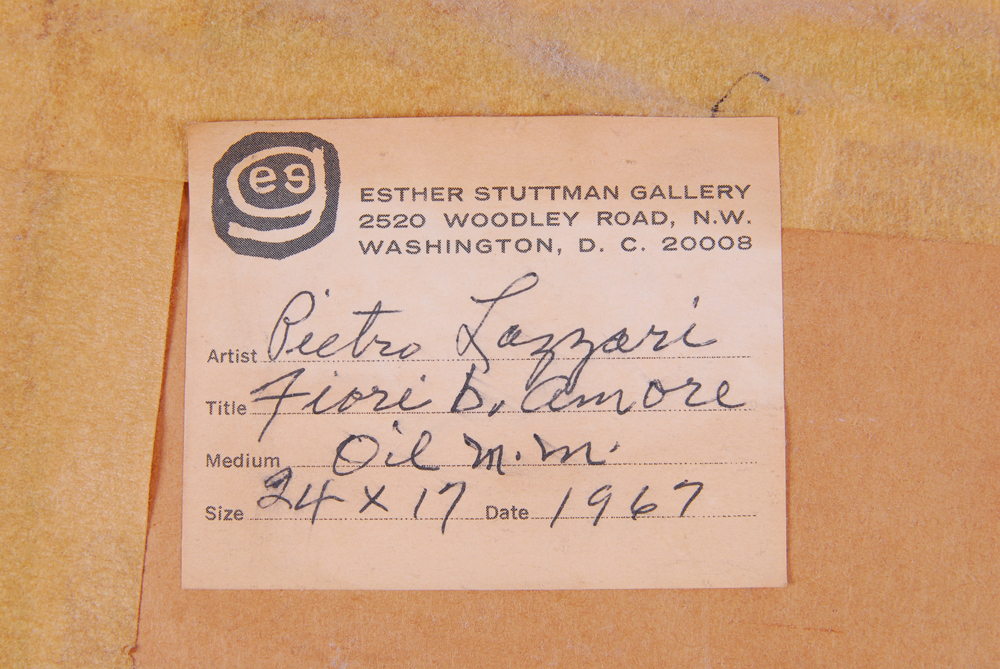 es g
ESTHER STUTTMAN GALLERY
2520 WOODLEY ROAD, N.W.
WASHINGTON, D. C. 20008
Artist Pietro Lazzari
Title Fiori D. Amore
Medium Oil M.M.
Size 24 X 17 Date 1967